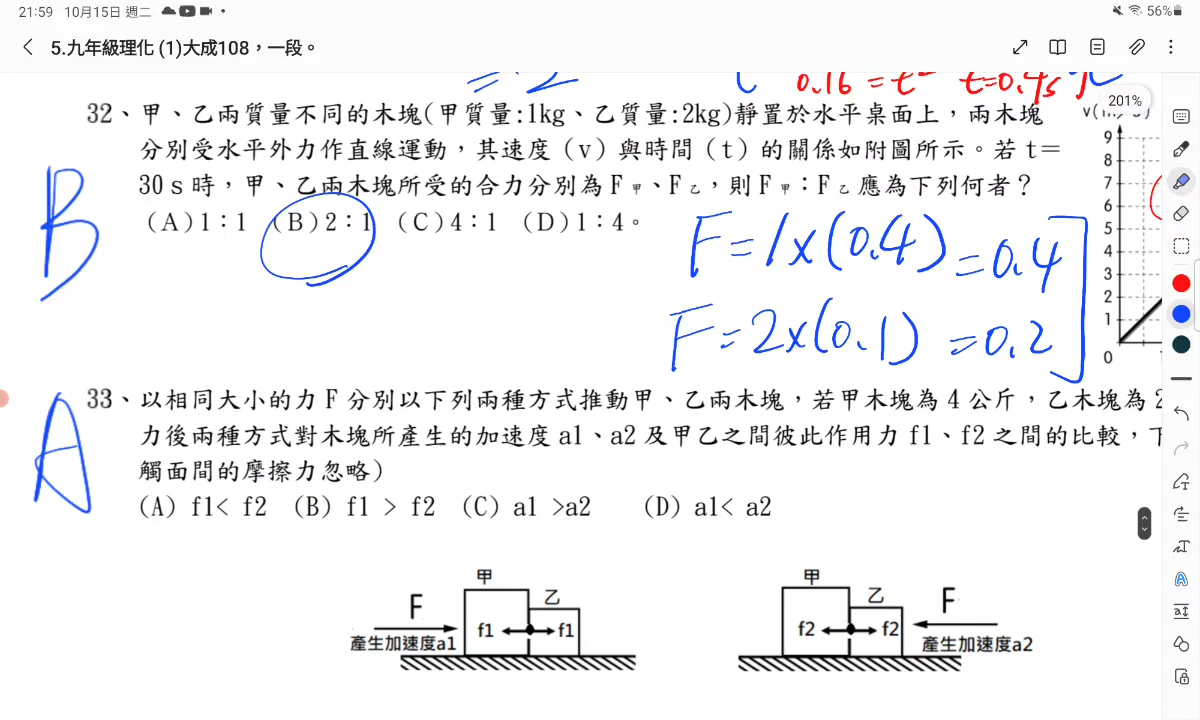 21:59 10月15日 週二
56%
5.九年級理化 (1)大成108，一段。
201%
0.16 = t² t=0.4s
32、甲、乙兩質量不同的木塊(甲質量:1kg、乙質量:2kg)靜置於水平桌面上，兩木塊
分別受水平外力作直線運動，其速度（v）與時間（t）的關係如附圖所示。若 t＝
30 s 時，甲、乙兩木塊所受的合力分別為 F 甲、F 乙，則 F 甲：F 乙 應為下列何者？
(A)1：1 (B)2：1 (C)4：1 (D)1：4。
B
F=1x(0.4)=0.4
F=2x(0.1)=0.2
9
8
7
6
5
4
3
2
1
0
33、以相同大小的力 F 分別以下列兩種方式推動甲、乙兩木塊，若甲木塊為 4 公斤，乙木塊為 2
力後兩種方式對木塊所產生的加速度 a1、a2 及甲乙之間彼此作用力 f1、f2 之間的比較，下
觸面間的摩擦力忽略)
(A) f1< f2 (B) f1 > f2 (C) a1 >a2 (D) a1< a2
A
甲 乙
F
f1 f1
產生加速度a1
甲 乙
F
f2 f2
產生加速度a2